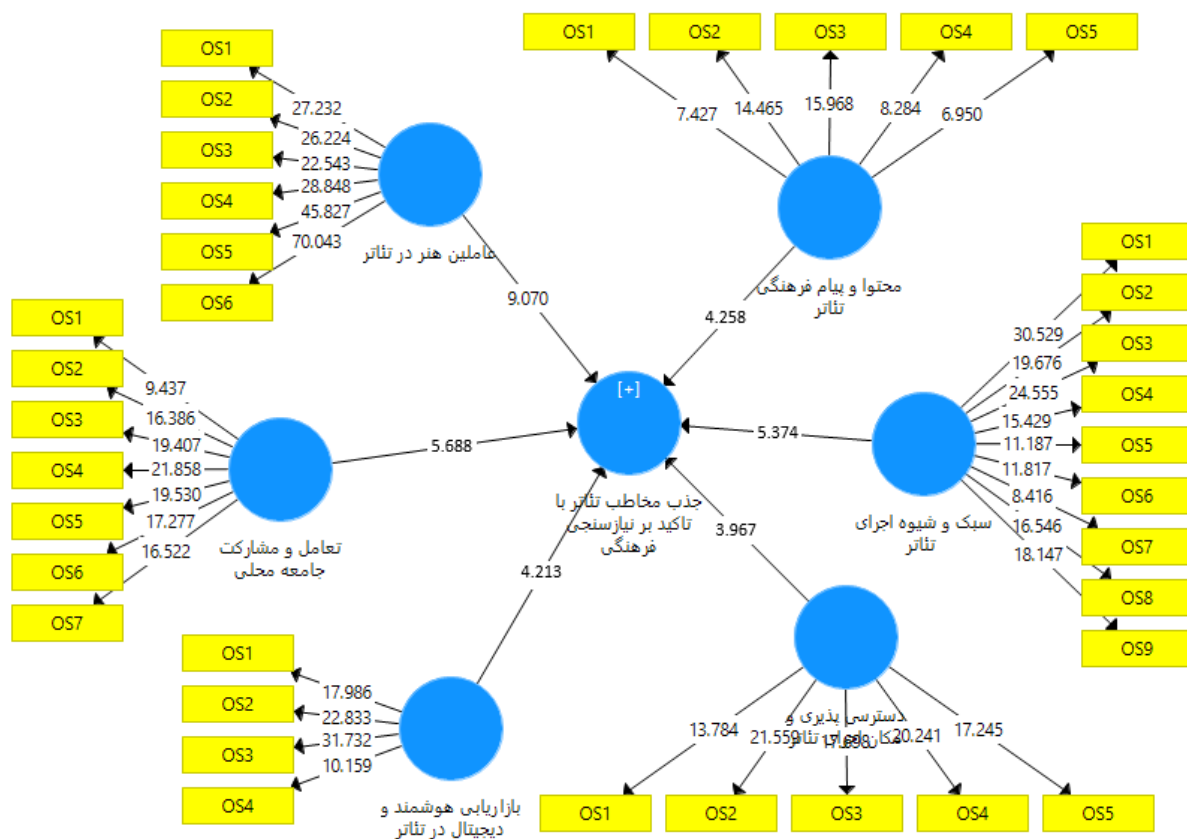 OS1
OS2
OS3
OS4
OS5
OS6
27.232
26.224
22.543
28.848
45.827
70.043
عاملین هنر در تئاتر
9.070
OS1
OS2
OS3
OS4
OS5
7.427
14.465
15.968
8.284
6.950
محتوا و پیام فرهنگی
تئاتر
4.258
OS1
OS2
OS3
OS4
OS5
OS6
OS7
9.437
16.386
19.407
21.858
19.530
17.277
16.522
تعامل و مشارکت
جامعه محلی
5.688
[+]
جذب مخاطب تئاتر با
تاکید بر نیازسنجی
فرهنگی
OS1
OS2
OS3
OS4
OS5
OS6
OS7
OS8
OS9
30.529
19.676
24.555
15.429
11.187
11.817
8.416
16.546
18.147
سبک و شیوه اجرای
تئاتر
5.374
OS1
OS2
OS3
OS4
17.986
22.833
31.732
10.159
بازاریابی هوشمند و
دیجیتال در تئاتر
4.213
3.967
دسترسی پذیری و
مکان اجرای تئاتر
13.784
21.559
20.241
17.245
OS1
OS2
OS3
OS4
OS5